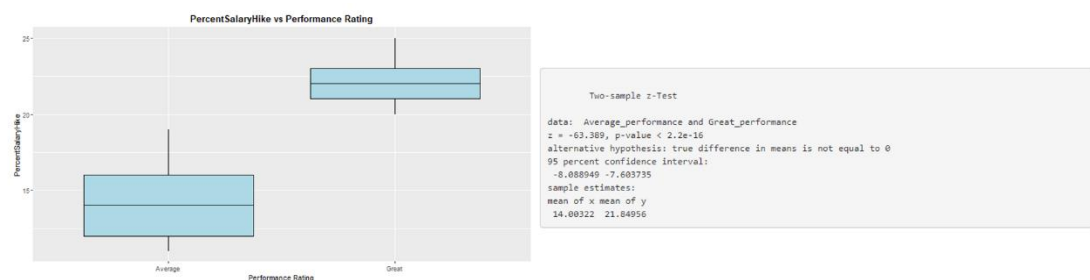 PercentSalaryHike vs Performance Rating
25-
20-
15-
PercentSalaryHike
Average
Great
Performance Rating
Two-sample z-Test
data: Average_performance and Great_performance
z = -63.389, p-value < 2.2e-16
alternative hypothesis: true difference in means is not equal to 0
95 percent confidence interval:
-8.088949 -7.603735
sample estimates:
mean of x mean of y
14.00322 21.84956